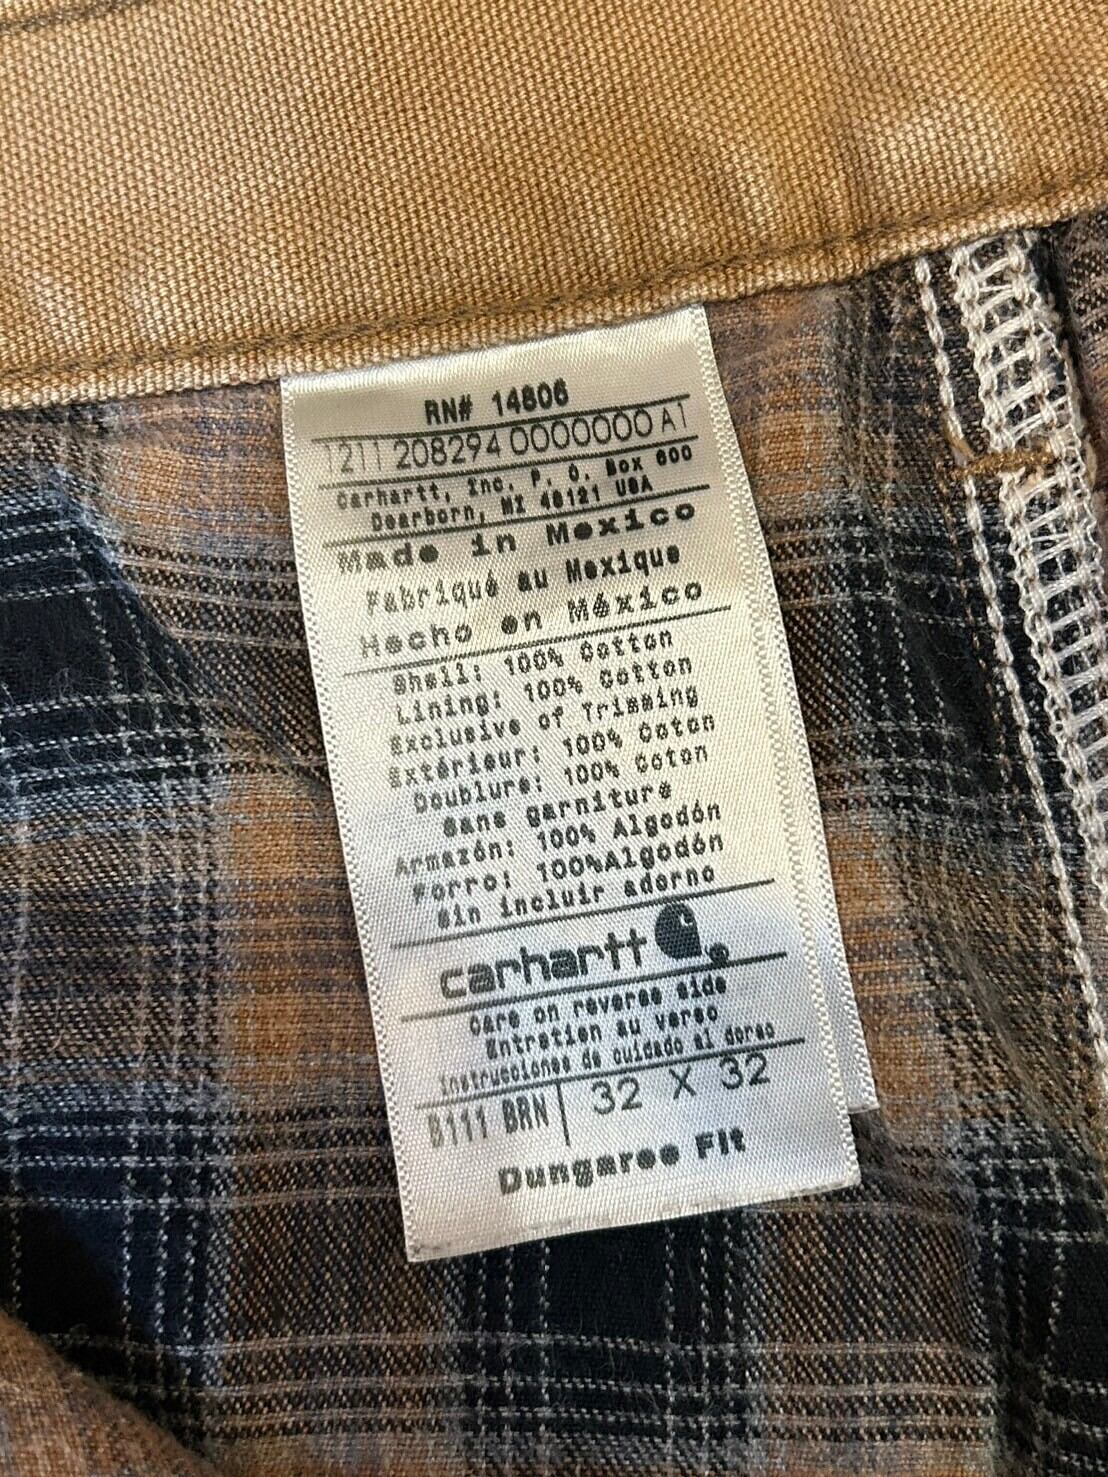 RN# 14806
1211 208294 0000000 A1
Carhartt, Inc. P. O. Box 600
Dearborn, MI 48121 USA
Made in Mexico
Fabriqué au Mexique
Hecho en México
Shell: 100% Cotton
Lining: 100% Cotton
Exclusive of Trimming
Extérieur: 100% Coton
Doublure: 100% Coton
sans garniture
Armazón: 100% Algodón
Forro: 100%Algodón
sin incluir adorno
carhartt
Care on reverse side
Entretien au verso
Instrucciones de cuidado al dorso
B111 BRN 32 X 32
Dungaree Fit